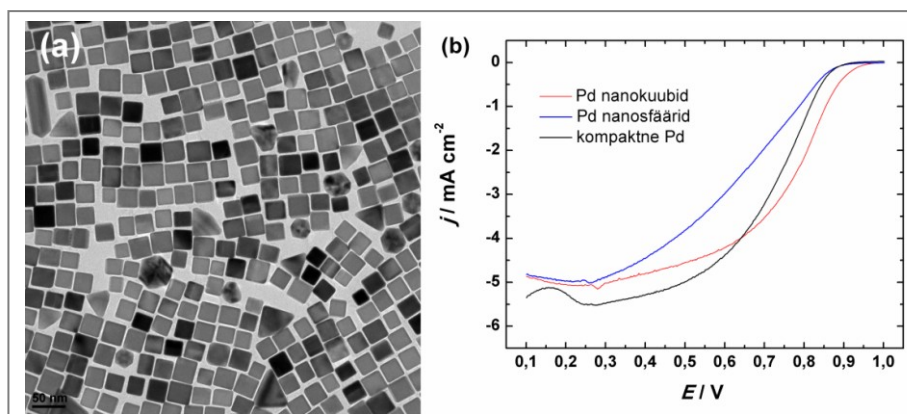 (a)
50 nm
(b)
Pd nanokuubid
Pd nanosfäärid
kompaktne Pd
0
-1
-2
-3
-4
-5
-6
j / mA cm⁻²
0,1 0,2 0,3 0,4 0,5 0,6 0,7 0,8 0,9 1,0
E / V